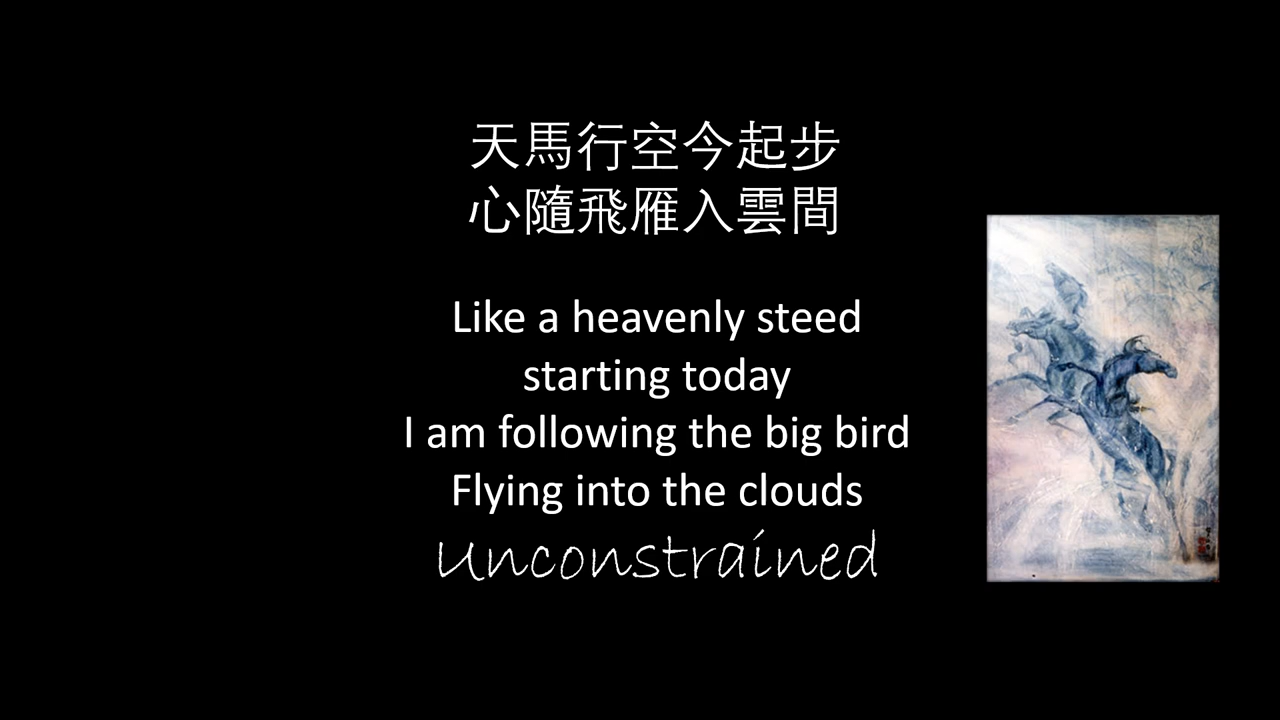 天馬行空今起步
心隨飛雁入雲間
Like a heavenly steed
starting today
I am following the big bird
Flying into the clouds
Unconstrained